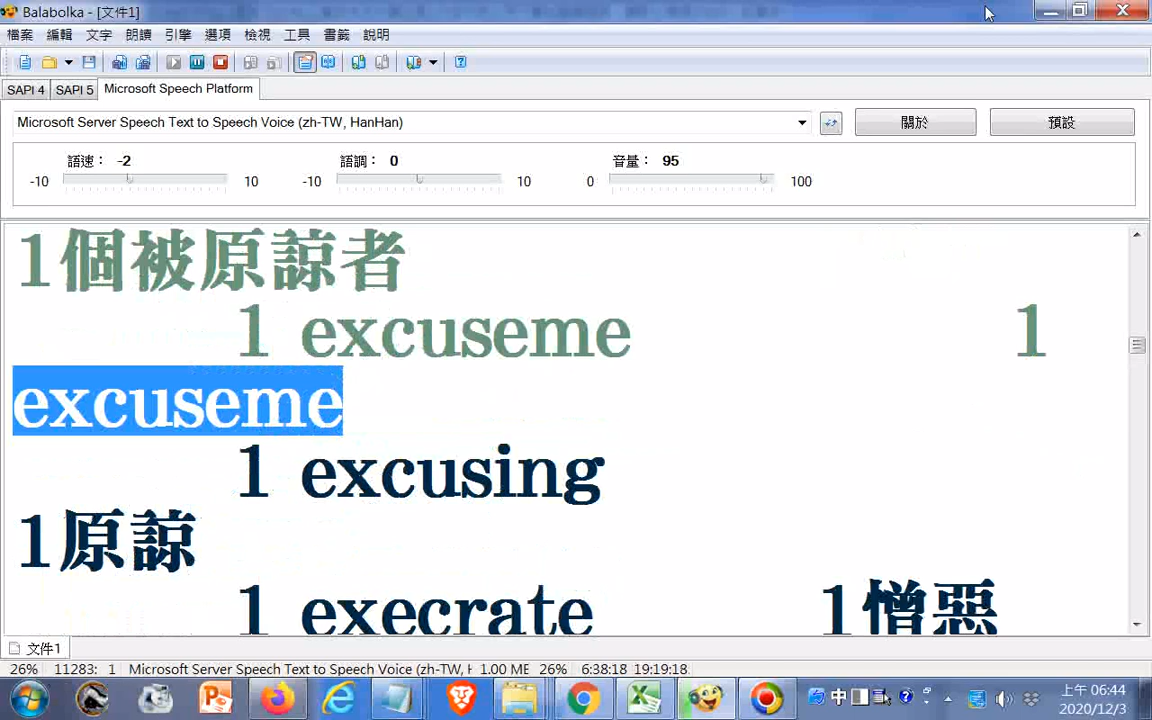 Balabolka - [文件1]
檔案 編輯 文字 朗讀 引擎 選項 檢視 工具 書籤 說明
SAPI 4 SAPI 5 Microsoft Speech Platform
Microsoft Server Speech Text to Speech Voice (zh-TW, HanHan) 關於 預設
語速： -2 語調： 0 音量： 95
-10 10 -10 10 0 100
1個被原諒者
1 excuseme 1
excuseme
1 excusing
1原諒
1 execrate 1憎惡
文件1
26% 11283: 1 Microsoft Server Speech Text to Speech Voice (zh-TW, H 1.00 ME 26% 6:38:18 19:19:18
中 上午 06:44
2020/12/3